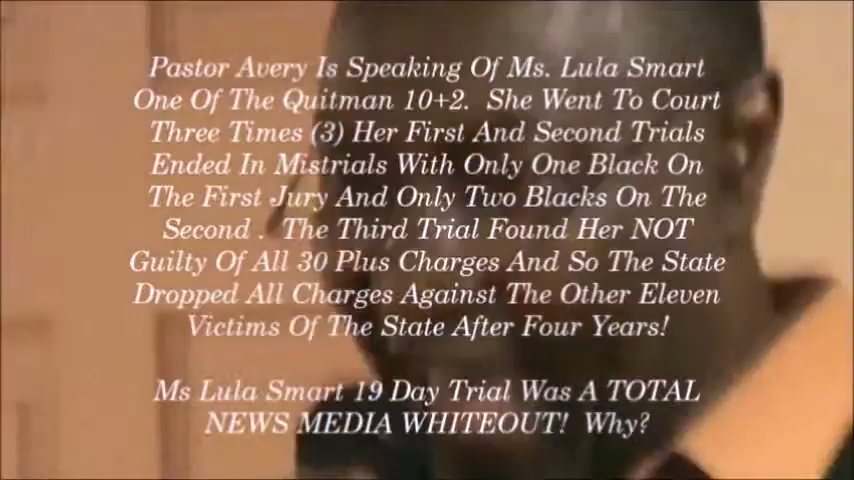 Pastor Avery Is Speaking Of Ms. Lula Smart
One Of The Quitman 10+2. She Went To Court
Three Times (3) Her First And Second Trials
Ended In Mistrials With Only One Black On
The First Jury And Only Two Blacks On The
Second . The Third Trial Found Her NOT
Guilty Of All 30 Plus Charges And So The State
Dropped All Charges Against The Other Eleven
Victims Of The State After Four Years!
Ms Lula Smart 19 Day Trial Was A TOTAL
NEWS MEDIA WHITEOUT! Why?